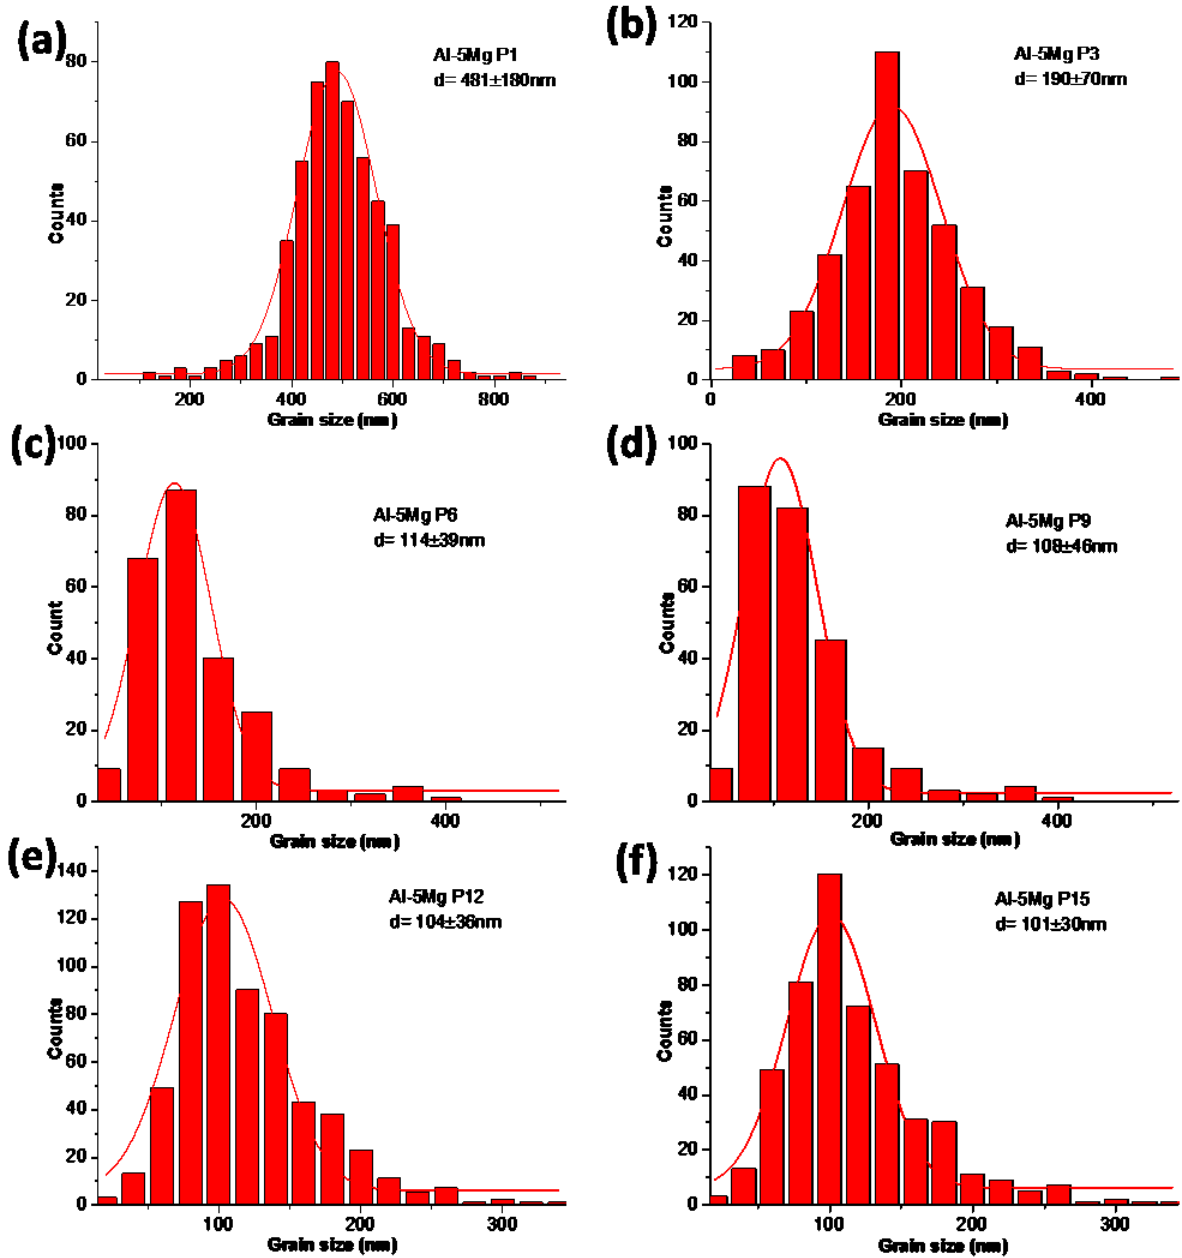 (a)
Al-5Mg P1
d= 481±180nm
80
60
40
20
0
Counts
200
400
600
800
Grain size (nm)
(b)
Al-5Mg P3
d= 190±70nm
120
100
80
60
40
20
0
Counts
0
200
400
Grain size (nm)
(c)
Al-5Mg P6
d= 114±39nm
100
80
60
40
20
0
Count
200
400
Grain size (nm)
(d)
Al-5Mg P9
d= 108±46nm
100
80
60
40
20
0
Counts
200
400
Grain size (nm)
(e)
Al-5Mg P12
d= 104±36nm
140
120
100
80
60
40
20
0
Counts
100
200
300
Grain size (nm)
(f)
Al-5Mg P15
d= 101±30nm
120
100
80
60
40
20
0
Counts
100
200
300
Grain size (nm)